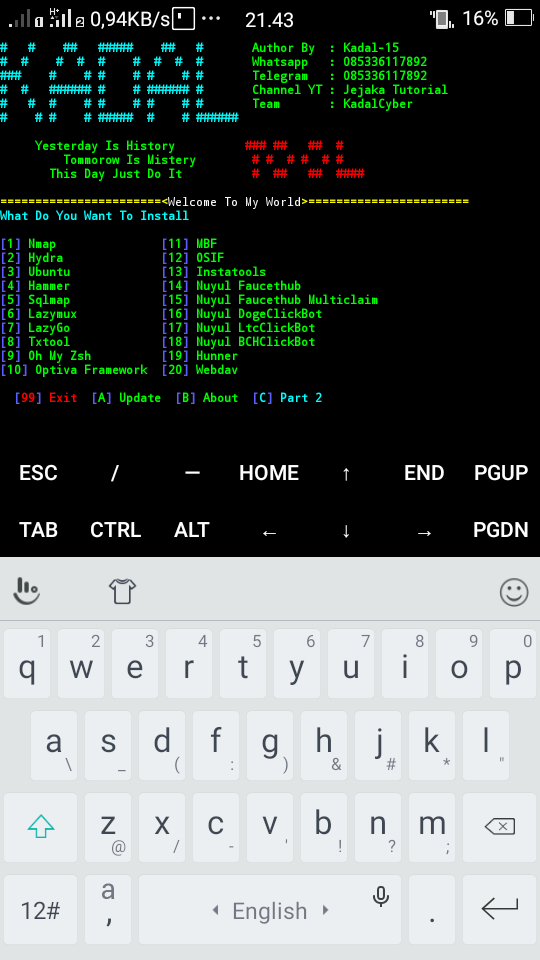 0,94KB/s ... 21.43 16%
KADAL
Author By : Kadal-15
Whatsapp : 085336117892
Telegram : 085336117892
Channel YT : Jejaka Tutorial
Team : KadalCyber
Yesterday Is History
Tommorow Is Mistery
This Day Just Do It
=======================<Welcome To My World>=======================
What Do You Want To Install
[1] Nmap [11] MBF
[2] Hydra [12] OSIF
[3] Ubuntu [13] Instatools
[4] Hammer [14] Nuyul Faucethub
[5] Sqlmap [15] Nuyul Faucethub Multiclaim
[6] Lazymux [16] Nuyul DogeClickBot
[7] LazyGo [17] Nuyul LtcClickBot
[8] Txtool [18] Nuyul BCHClickBot
[9] Oh My Zsh [19] Hunner
[10] Optiva Framework [20] Webdav
[99] Exit [A] Update [B] About [C] Part 2
ESC / — HOME ↑ END PGUP
TAB CTRL ALT ← ↓ → PGDN
1 2 3 4 5 6 7 8 9 0
q w e r t y u i o p
a s d f g h j k l
\ _ ( : ) & # * "
z x c v b n m
@ / - ' ! ? ;
12# a , English .